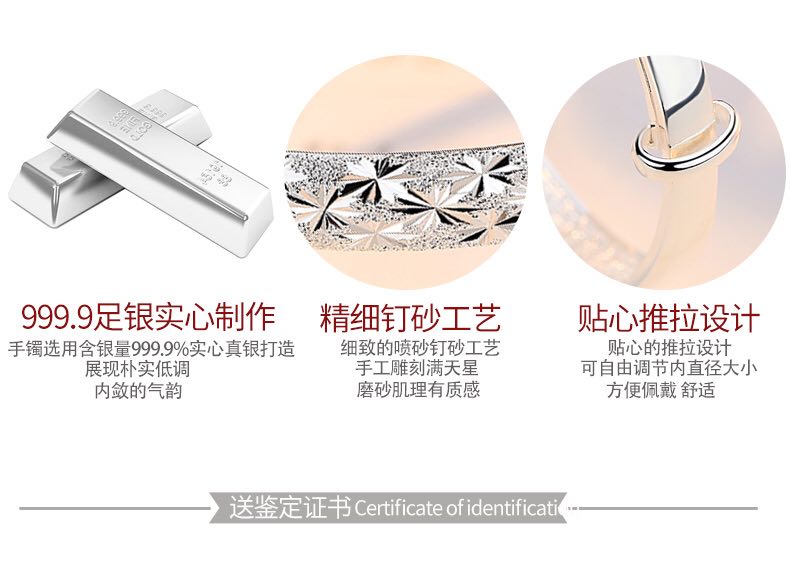 999.9足银实心制作
手镯选用含银量999.9%实心真银打造
展现朴实低调
内敛的气韵
精细钉砂工艺
细致的喷砂钉砂工艺
手工雕刻满天星
磨砂肌理有质感
贴心推拉设计
贴心的推拉设计
可自由调节内直径大小
方便佩戴 舒适
送鉴定证书 Certificate of identification